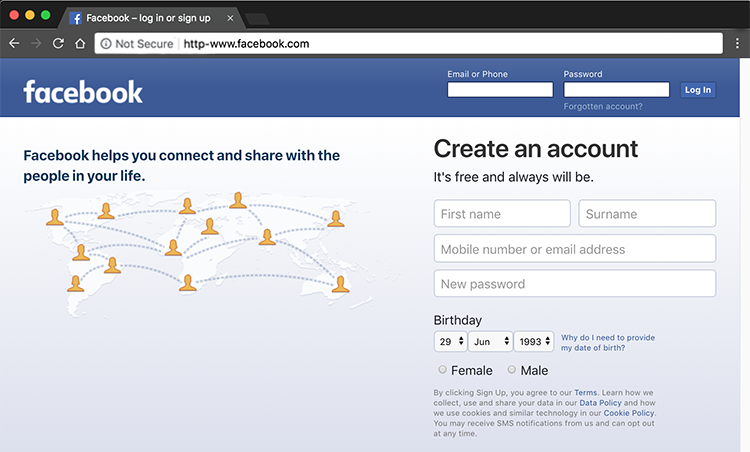 Facebook – log in or sign up
Not Secure | http-www.facebook.com
facebook
Email or Phone
Password
Log In
Forgotten account?
Facebook helps you connect and share with the
people in your life.
Create an account
It's free and always will be.
First name
Surname
Mobile number or email address
New password
Birthday
29 Jun 1993
Why do I need to provide
my date of birth?
Female Male
By clicking Sign Up, you agree to our Terms. Learn how we
collect, use and share your data in our Data Policy and how
we use cookies and similar technology in our Cookie Policy.
You may receive SMS notifications from us and can opt out
at any time.